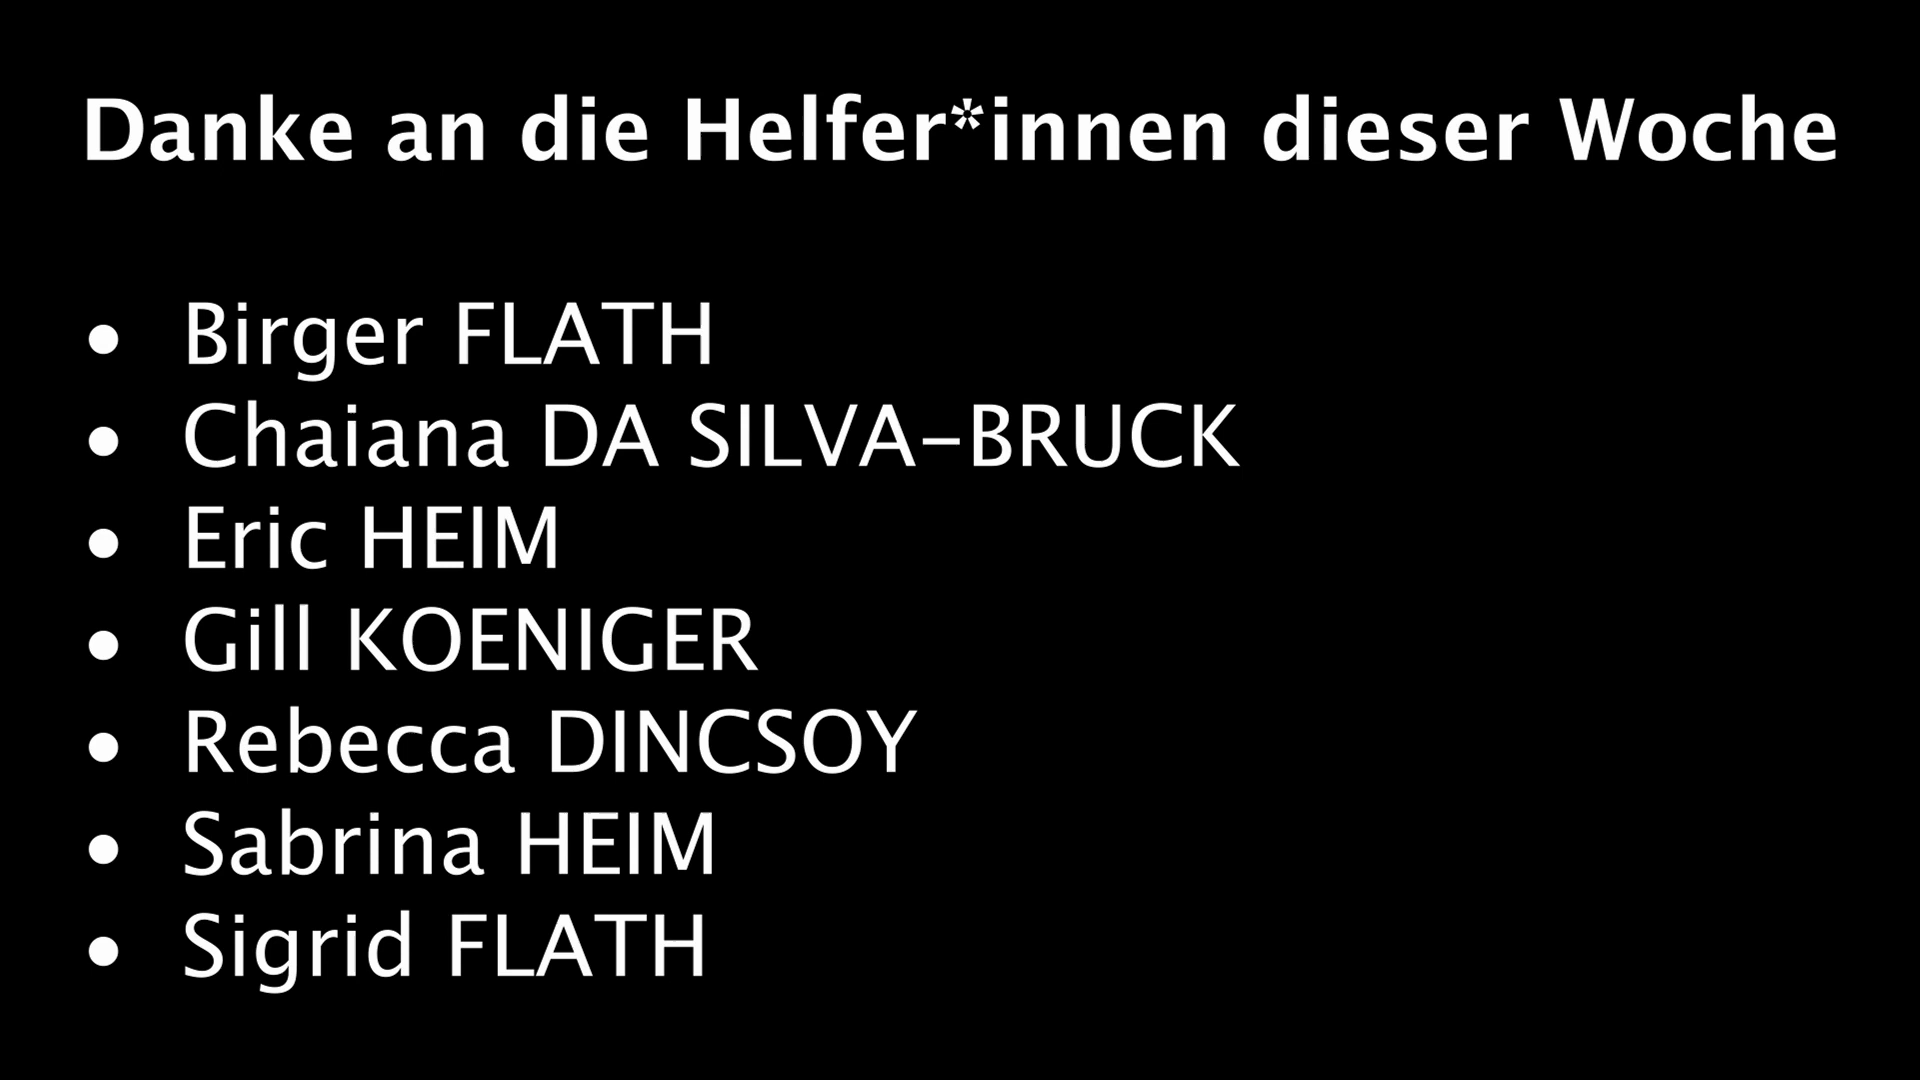 Danke an die Helfer*innen dieser Woche
• Birger FLATH
• Chaiana DA SILVA-BRUCK
• Eric HEIM
• Gill KOENIGER
• Rebecca DINCSOY
• Sabrina HEIM
• Sigrid FLATH